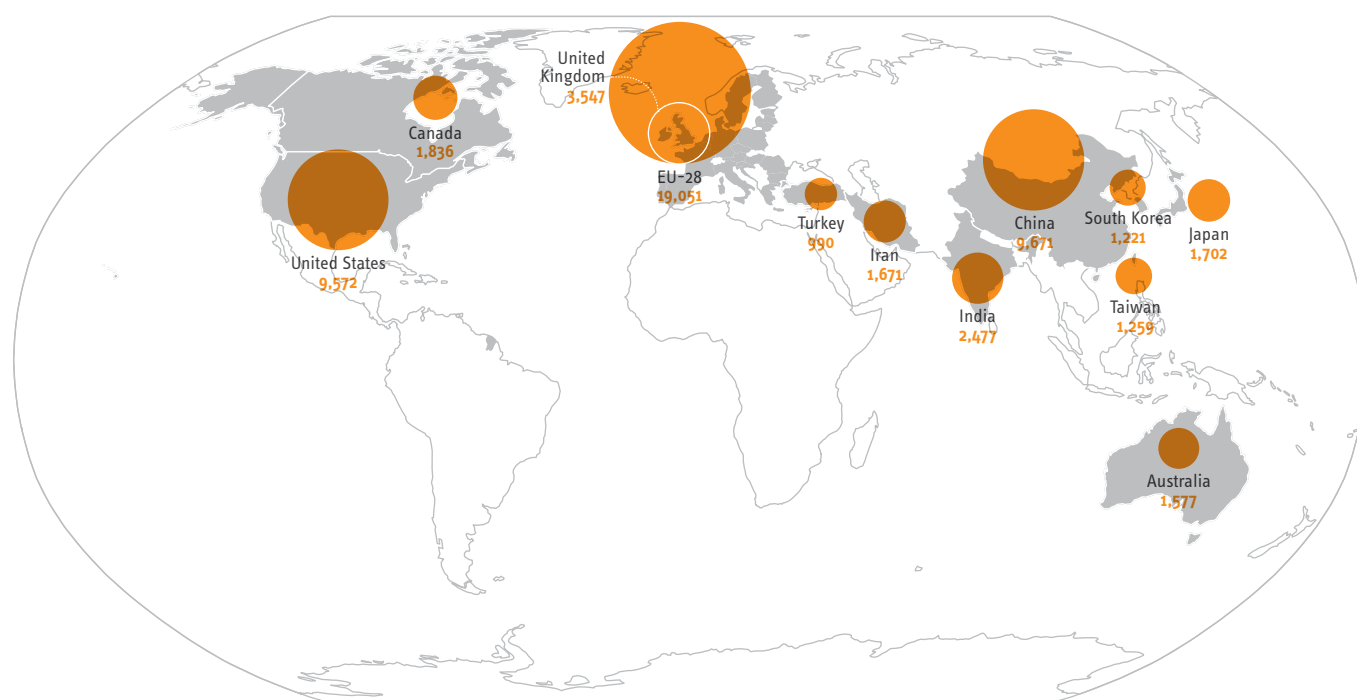 United
Kingdom
3,547
Canada
1,836
EU-28
19,051
United States
9,572
Turkey
990
Iran
1,671
India
2,477
China
9,671
South Korea
1,221
Japan
1,702
Taiwan
1,259
Australia
1,577